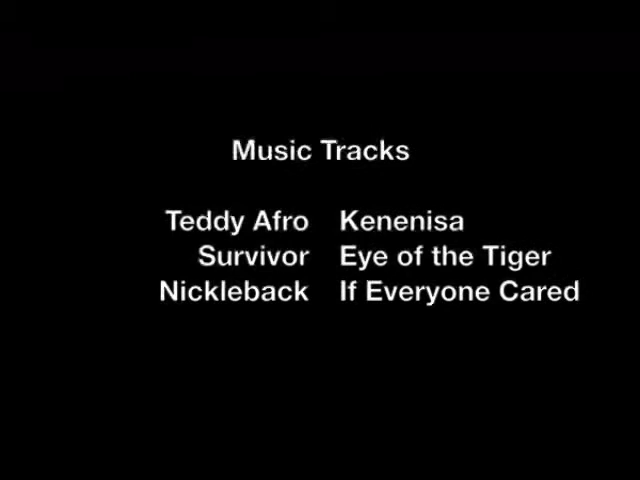 Music Tracks
Teddy Afro Kenenisa
Survivor Eye of the Tiger
Nickleback If Everyone Cared